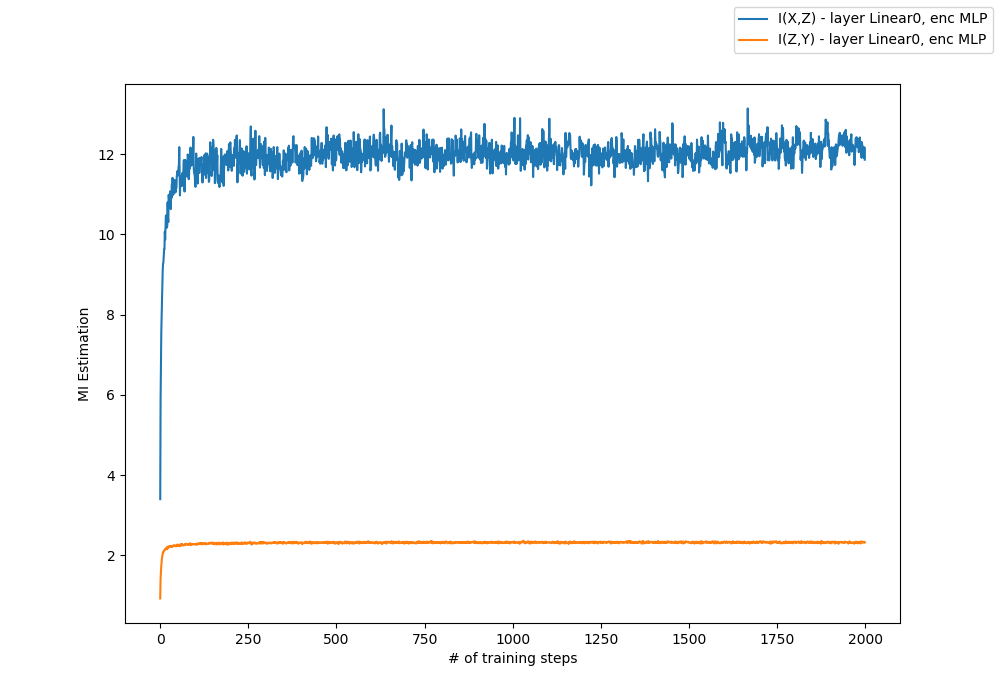 I(X,Z) - layer Linear0, enc MLP
I(Z,Y) - layer Linear0, enc MLP
12
10
8
6
4
2
MI Estimation
0 250 500 750 1000 1250 1500 1750 2000
# of training steps